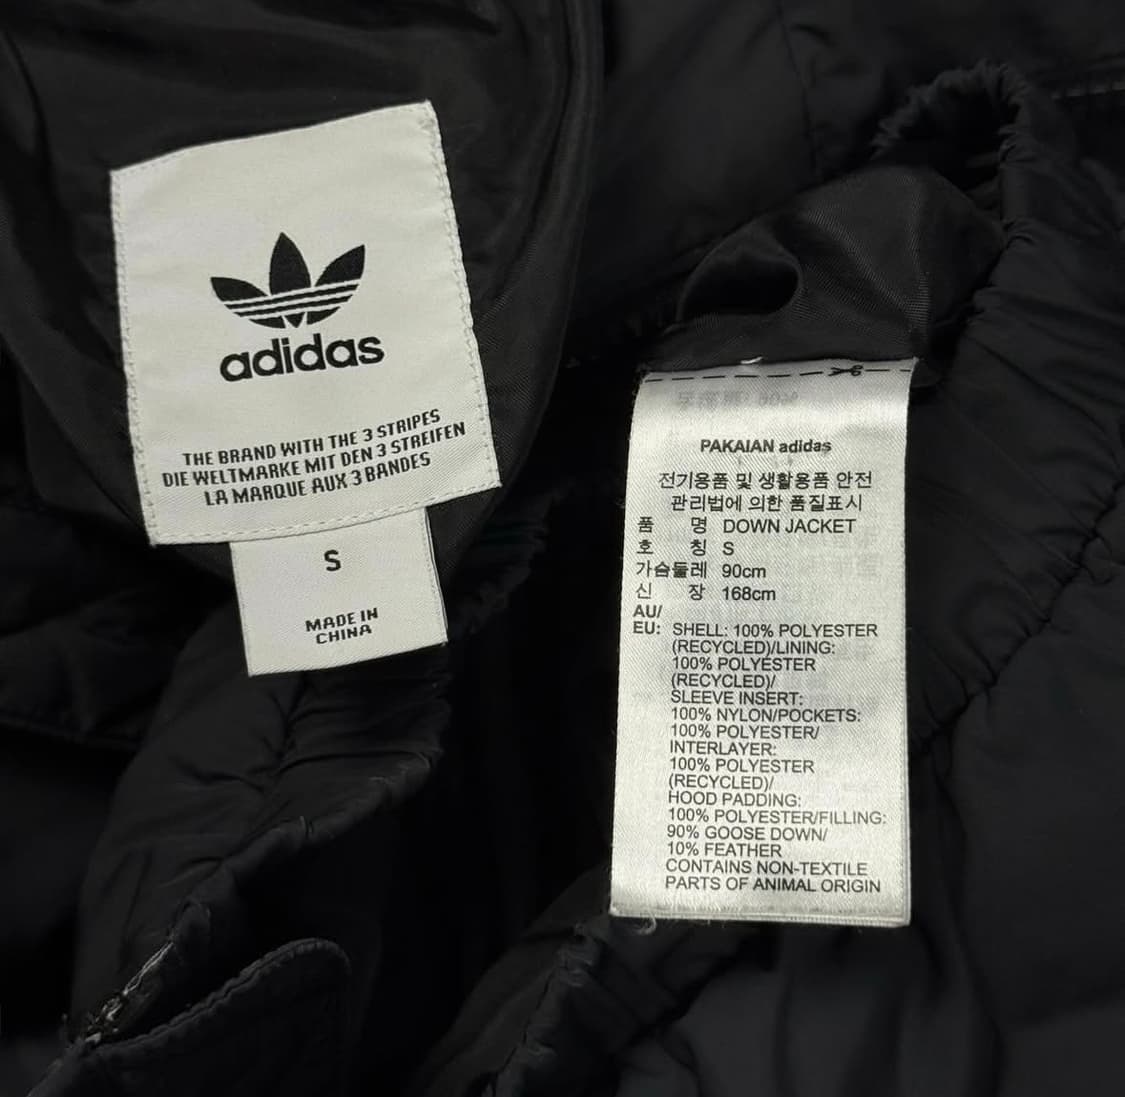 adidas
THE BRAND WITH THE 3 STRIPES
DIE WELTMARKE MIT DEN 3 STREIFEN
LA MARQUE AUX 3 BANDES
S
MADE IN
CHINA
PAKAIAN adidas
전기용품 및 생활용품 안전
관리법에 의한 품질표시
품 명 DOWN JACKET
호 칭 S
가슴둘레 90cm
신 장 168cm
AU/
EU: SHELL: 100% POLYESTER
(RECYCLED)/LINING:
100% POLYESTER
(RECYCLED)/
SLEEVE INSERT:
100% NYLON/POCKETS:
100% POLYESTER/
INTERLAYER:
100% POLYESTER
(RECYCLED)/
HOOD PADDING:
100% POLYESTER/FILLING:
90% GOOSE DOWN/
10% FEATHER
CONTAINS NON-TEXTILE
PARTS OF ANIMAL ORIGIN